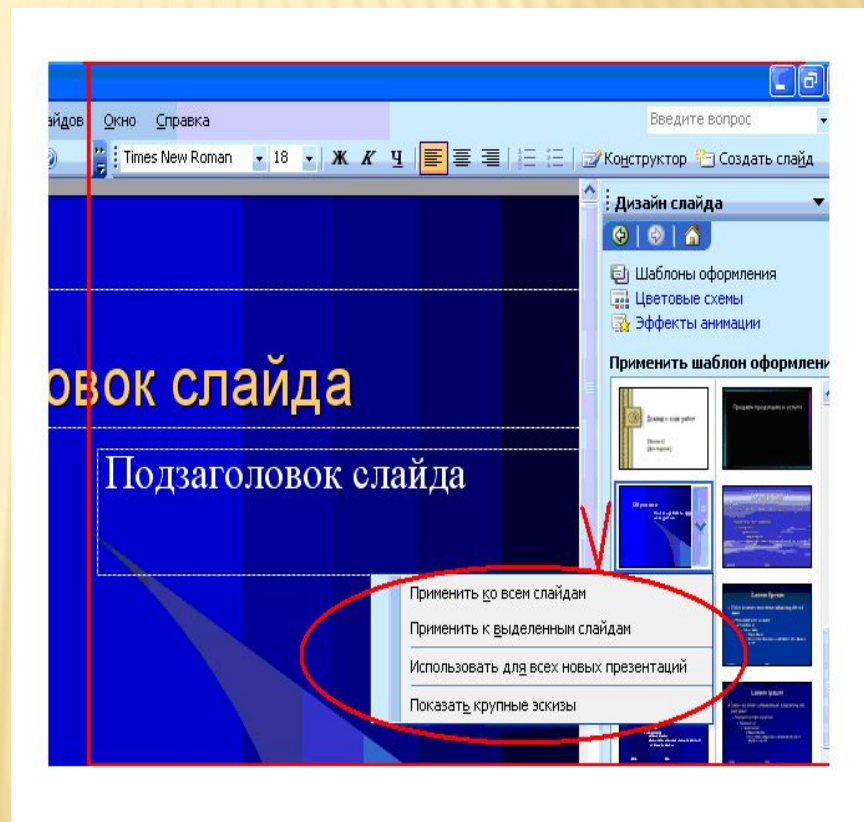 айдов Окно Справка Введите вопрос
Times New Roman 18 Ж К Ч Конструктор Создать слайд
Дизайн слайда
Шаблоны оформления
Цветовые схемы
Эффекты анимации
Применить шаблон оформлени
овок слайда
Подзаголовок слайда
Обучение
Применить ко всем слайдам
Применить к выделенным слайдам
Использовать для всех новых презентаций
Показать крупные эскизы